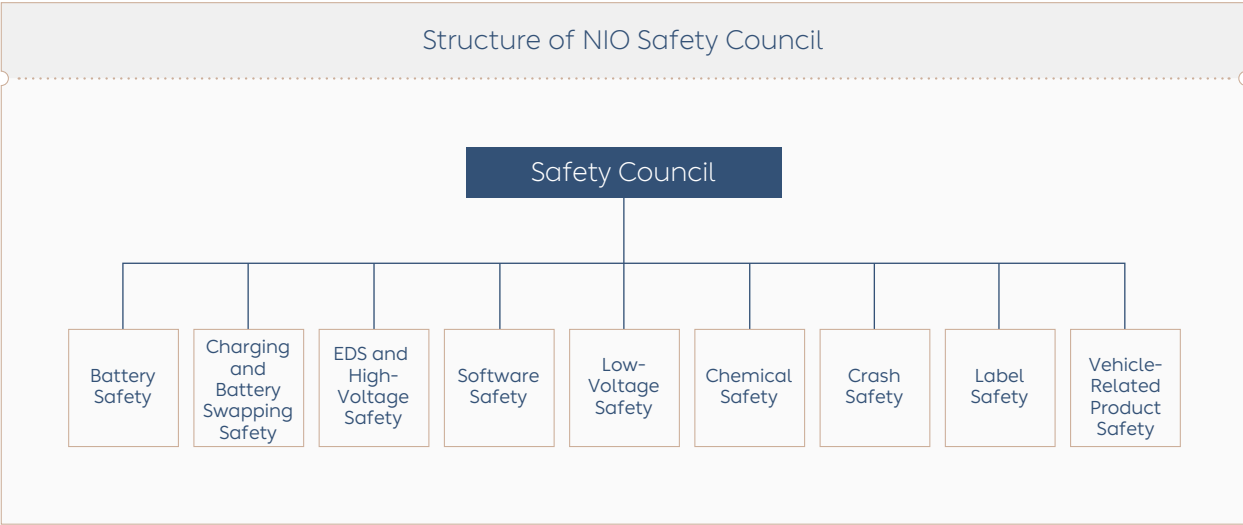 Structure of NIO Safety Council
Safety Council
Battery
Safety
Charging
and
Battery
Swapping
Safety
EDS and
High-
Voltage
Safety
Software
Safety
Low-
Voltage
Safety
Chemical
Safety
Crash
Safety
Label
Safety
Vehicle-
Related
Product
Safety